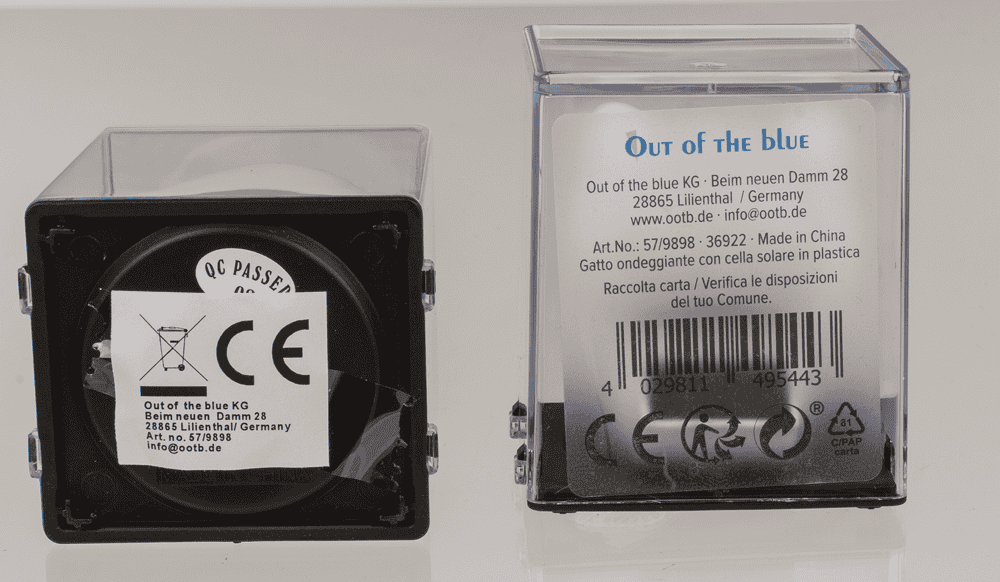 QC PASSED
CE
Out of the blue KG
Beim neuen Damm 28
28865 Lilienthal/ Germany
Art. no. 57/9898
info@ootb.de
Out of the blue
Out of the blue KG · Beim neuen Damm 28
28865 Lilienthal / Germany
www.ootb.de · info@ootb.de
Art.No.: 57/9898 · 36922 · Made in China
Gatto ondeggiante con cella solare in plastica
Raccolta carta / Verifica le disposizioni
del tuo Comune.
4 029811 495443
CE ®
81
C/PAP
carta